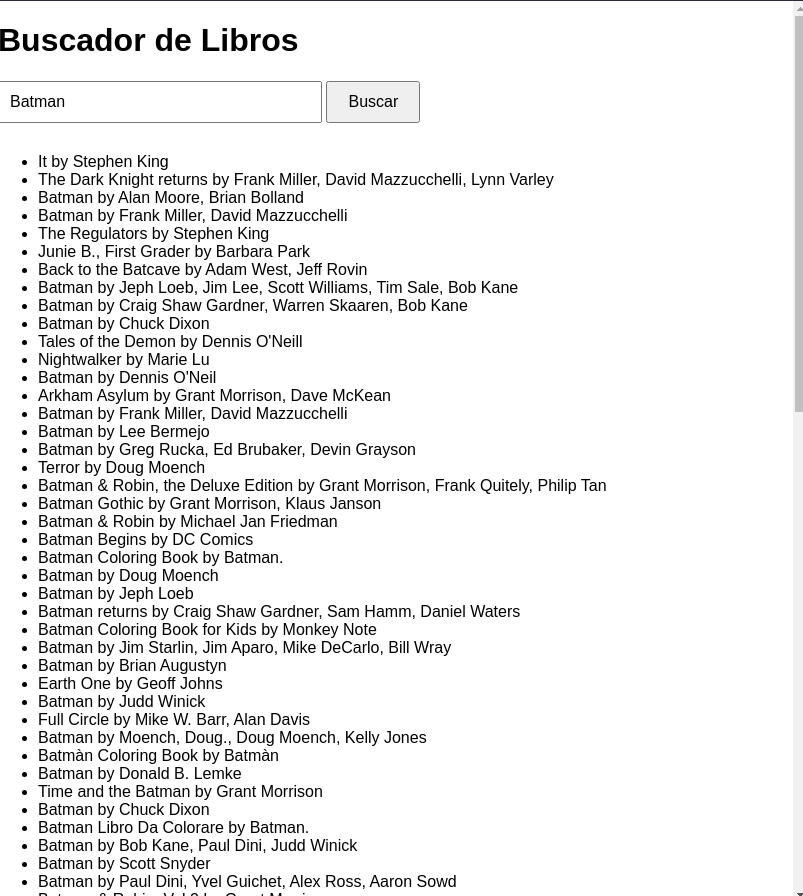 Buscador de Libros
Batman
Buscar
It by Stephen King
The Dark Knight returns by Frank Miller, David Mazzucchelli, Lynn Varley
Batman by Alan Moore, Brian Bolland
Batman by Frank Miller, David Mazzucchelli
The Regulators by Stephen King
Junie B., First Grader by Barbara Park
Back to the Batcave by Adam West, Jeff Rovin
Batman by Jeph Loeb, Jim Lee, Scott Williams, Tim Sale, Bob Kane
Batman by Craig Shaw Gardner, Warren Skaaren, Bob Kane
Batman by Chuck Dixon
Tales of the Demon by Dennis O'Neill
Nightwalker by Marie Lu
Batman by Dennis O'Neil
Arkham Asylum by Grant Morrison, Dave McKean
Batman by Frank Miller, David Mazzucchelli
Batman by Lee Bermejo
Batman by Greg Rucka, Ed Brubaker, Devin Grayson
Terror by Doug Moench
Batman & Robin, the Deluxe Edition by Grant Morrison, Frank Quitely, Philip Tan
Batman Gothic by Grant Morrison, Klaus Janson
Batman & Robin by Michael Jan Friedman
Batman Begins by DC Comics
Batman Coloring Book by Batman.
Batman by Doug Moench
Batman by Jeph Loeb
Batman returns by Craig Shaw Gardner, Sam Hamm, Daniel Waters
Batman Coloring Book for Kids by Monkey Note
Batman by Jim Starlin, Jim Aparo, Mike DeCarlo, Bill Wray
Batman by Brian Augustyn
Earth One by Geoff Johns
Batman by Judd Winick
Full Circle by Mike W. Barr, Alan Davis
Batman by Moench, Doug., Doug Moench, Kelly Jones
Batmàn Coloring Book by Batmàn
Batman by Donald B. Lemke
Time and the Batman by Grant Morrison
Batman by Chuck Dixon
Batman Libro Da Colorare by Batman.
Batman by Bob Kane, Paul Dini, Judd Winick
Batman by Scott Snyder
Batman by Paul Dini, Yvel Guichet, Alex Ross, Aaron Sowd